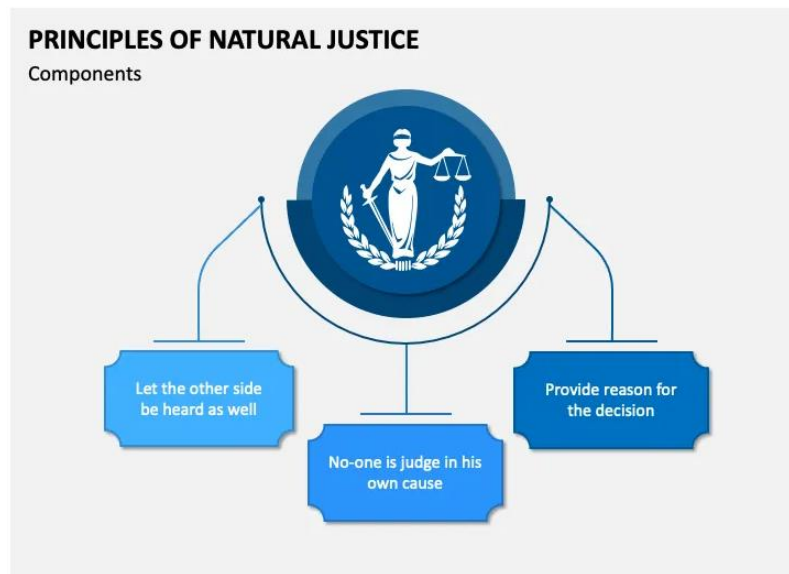 PRINCIPLES OF NATURAL JUSTICE
Components
Let the other side
be heard as well
No-one is judge in his
own cause
Provide reason for
the decision